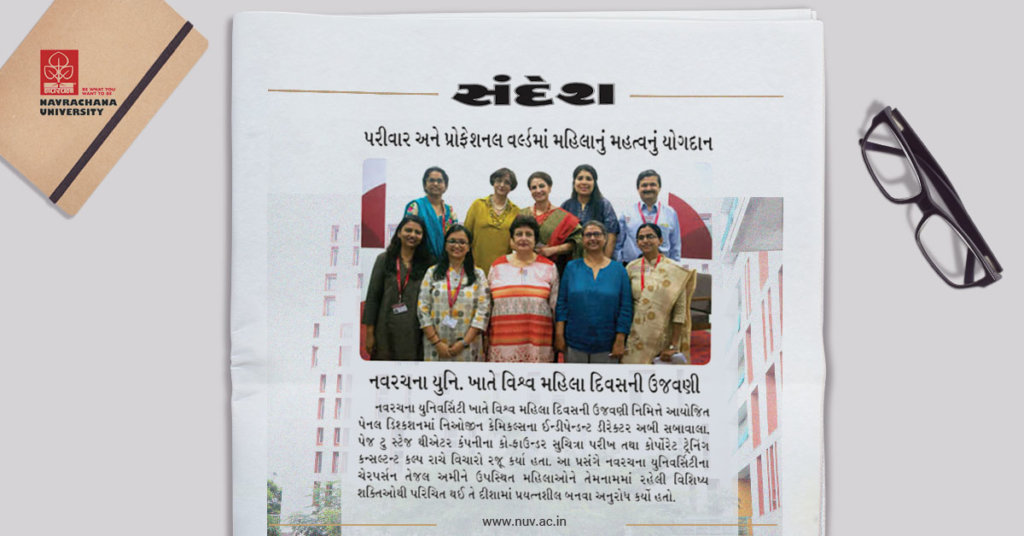 નવરચના
BE WHAT YOU
WANT TO BE
NAVRACHANA
UNIVERSITY
સંદેશ
પરીવાર અને પ્રોફેશનલ વર્લ્ડમાં મહિલાનું મહત્વનું યોગદાન
નવરચના યુનિ. ખાતે વિશ્વ મહિલા દિવસની ઉજવણી
નવરચના યુનિવર્સિટી ખાતે વિશ્વ મહિલા દિવસની ઉજવણી નિમિત્તે આયોજિત
પેનલ ડિશ્કશનમાં નિઓજીન કેમિકલ્સના ઈન્ડીપેન્ડન્ટ ડીરેક્ટર અબી સબાવાલા,
પેજ ટુ સ્ટેજ થીએટર કંપનીના કો-ફાઉન્ડર સુચિત્રા પરીખ તથા કોર્પોરેટ ટ્રેનિંગ
કન્સલ્ટન્ટ કલ્પ રાચે વિચારો રજૂ કર્યા હતા. આ પ્રસંગે નવરચના યુનિવર્સિટીના
ચેરપર્સન તેજલ અમીને ઉપસ્થિત મહિલાઓને તેમનામાં રહેલી વિશિષ્ય
શક્તિઓથી પરિચિત થઈ તે દીશામાં પ્રયત્નશીલ બનવા અનુરોધ કર્યો હતો.
www.nuv.ac.in